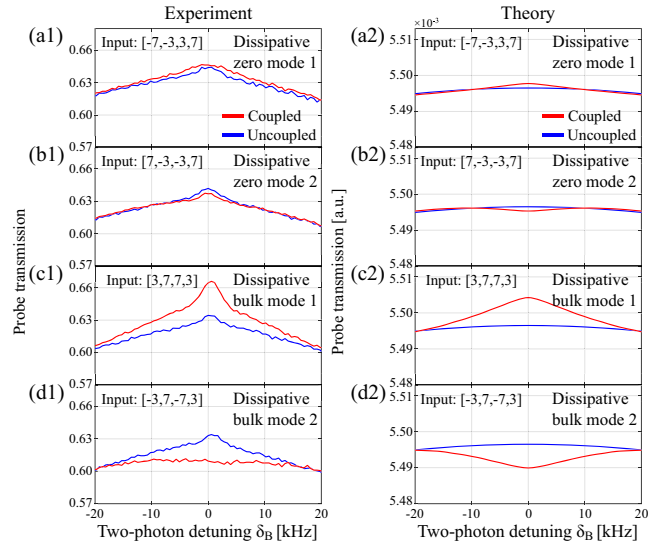 Experiment
Theory
(a1)
Input: [-7,-3,3,7]
Dissipative
zero mode 1
Coupled
Uncoupled
0.66
0.63
0.60
0.57
(a2)
×10⁻³
Input: [-7,-3,3,7]
Dissipative
zero mode 1
Coupled
Uncoupled
5.51
5.50
5.49
5.48
(b1)
Input: [7,-3,-3,7]
Dissipative
zero mode 2
0.66
0.63
0.60
0.57
(b2)
Input: [7,-3,-3,7]
Dissipative
zero mode 2
5.51
5.50
5.49
5.48
(c1)
Input: [3,7,7,3]
Dissipative
bulk mode 1
0.66
0.63
0.60
0.57
(c2)
Input: [3,7,7,3]
Dissipative
bulk mode 1
5.51
5.50
5.49
5.48
(d1)
Input: [-3,7,-7,3]
Dissipative
bulk mode 2
0.66
0.63
0.60
0.57
(d2)
Input: [-3,7,-7,3]
Dissipative
bulk mode 2
5.51
5.50
5.49
5.48
Probe transmission
Probe transmission [a.u.]
-20 -10 0 10 20
-20 -10 0 10 20
Two-photon detuning δB [kHz]
Two-photon detuning δB [kHz]